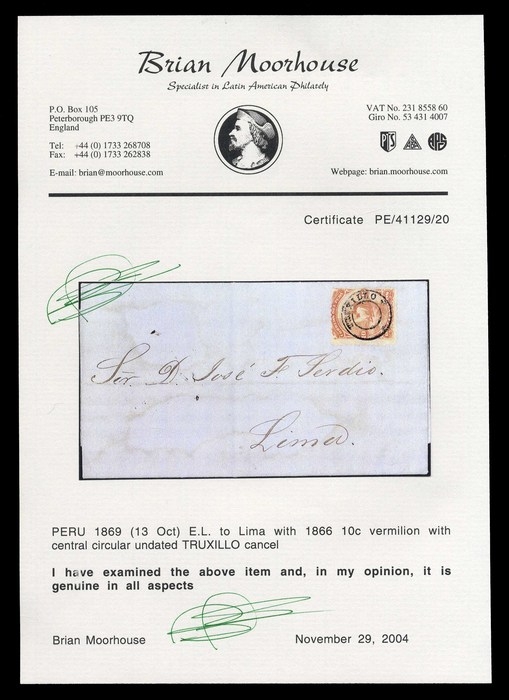 Brian Moorhouse
Specialist in Latin American Philately
P.O. Box 105
Peterborough PE3 9TQ
England
Tel: +44 (0) 1733 268708
Fax: +44 (0) 1733 262838
E-mail: brian@moorhouse.com
VAT No. 231 8558 60
Giro No. 53 431 4007
PTS
APS
Webpage: brian.moorhouse.com
Certificate PE/41129/20
Sor. D. José F. Terdio.
Lima.
PERU 1869 (13 Oct) E.L. to Lima with 1866 10c vermilion with
central circular undated TRUXILLO cancel
I have examined the above item and, in my opinion, it is
genuine in all aspects
Brian Moorhouse
November 29, 2004